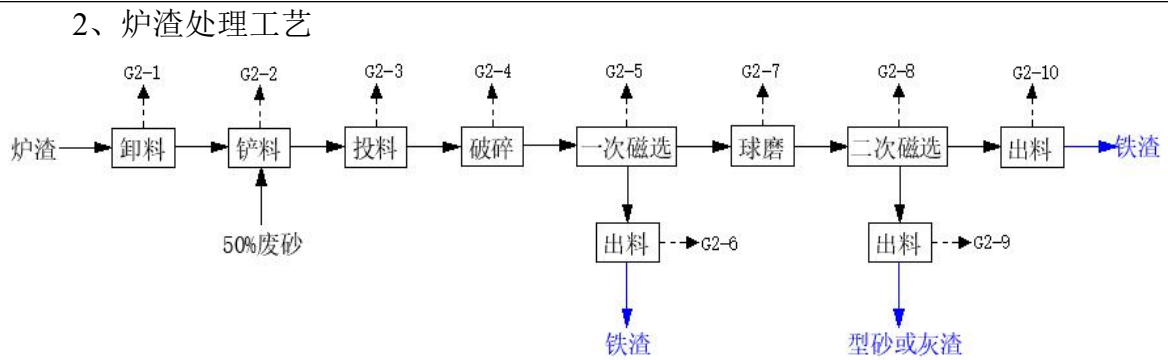 2、炉渣处理工艺
G2-1 G2-2 G2-3 G2-4 G2-5 G2-7 G2-8 G2-10
炉渣 卸料 铲料 投料 破碎 一次磁选 球磨 二次磁选 出料 铁渣
50%废砂 出料 G2-6 出料 G2-9
铁渣 型砂或灰渣